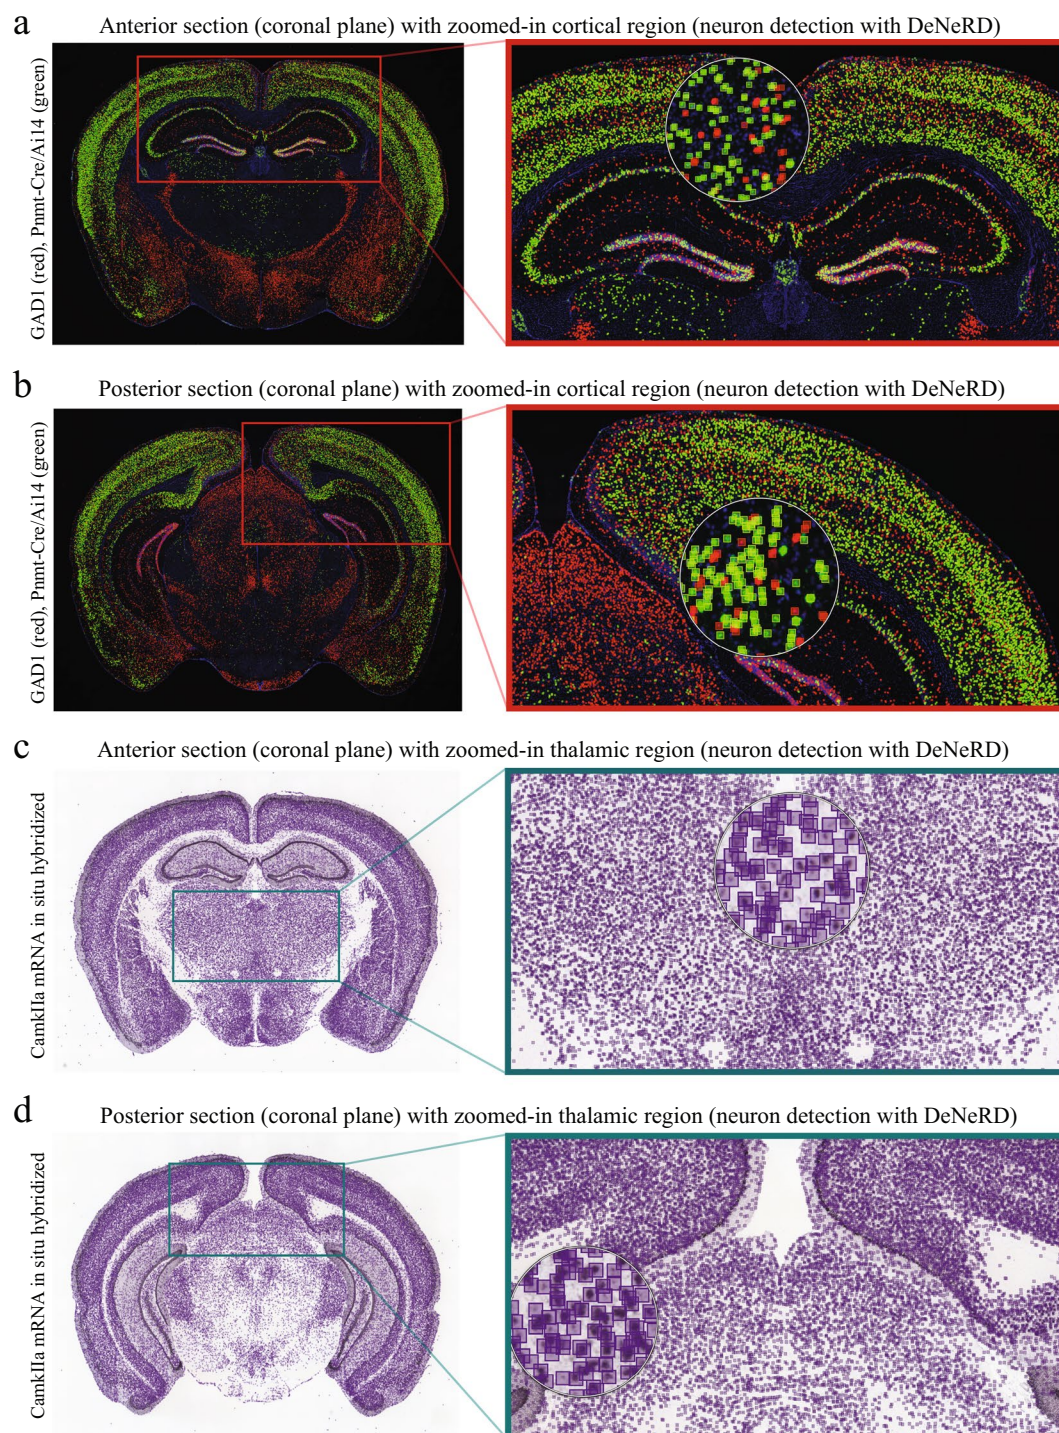 a
Anterior section (coronal plane) with zoomed-in cortical region (neuron detection with DeNeRD)
GAD1 (red), Pnmt-Cre/Ai14 (green)
b
Posterior section (coronal plane) with zoomed-in cortical region (neuron detection with DeNeRD)
GAD1 (red), Pnmt-Cre/Ai14 (green)
c
Anterior section (coronal plane) with zoomed-in thalamic region (neuron detection with DeNeRD)
CamkIIa mRNA in situ hybridized
d
Posterior section (coronal plane) with zoomed-in thalamic region (neuron detection with DeNeRD)
CamkIIa mRNA in situ hybridized